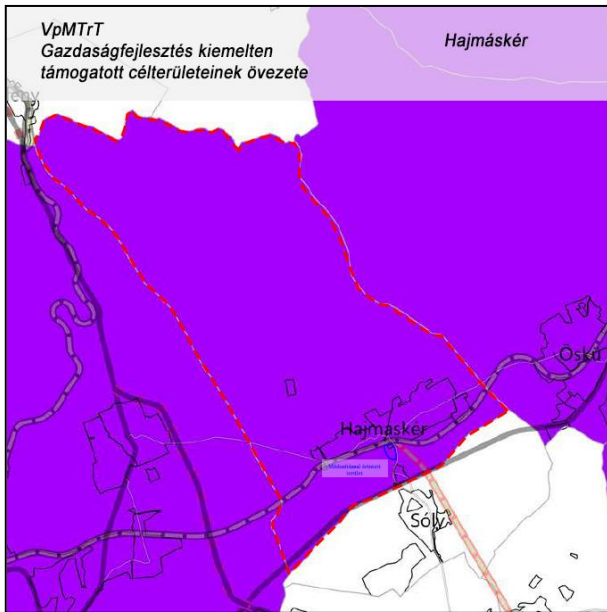 VpMTrT
Hajmáskér
Gazdaságfejlesztés kiemelten
támogatott célterületeinek övezete
Öskü
Hajmáskér
Sóly